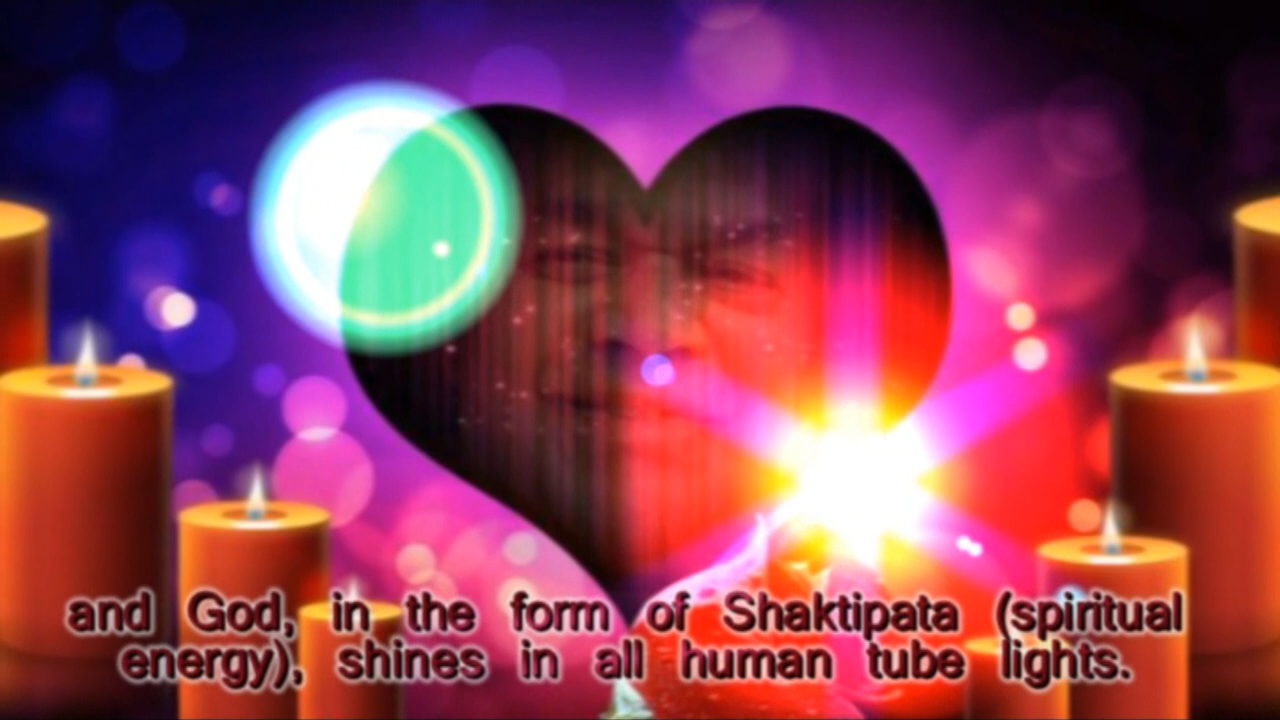 and God, in the form of Shaktipata (spiritual
energy), shines in all human tube lights.